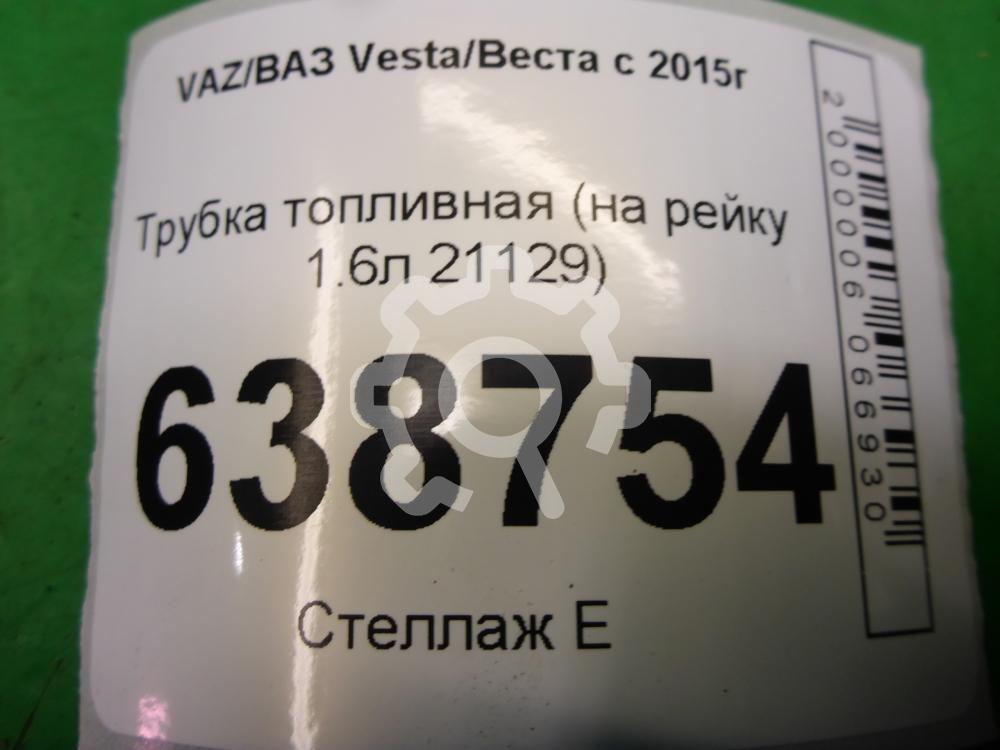 VAZ/ВАЗ Vesta/Веста с 2015г
Трубка топливная (на рейку
1.6л 21129)
638754
Стеллаж Е
2000006066930